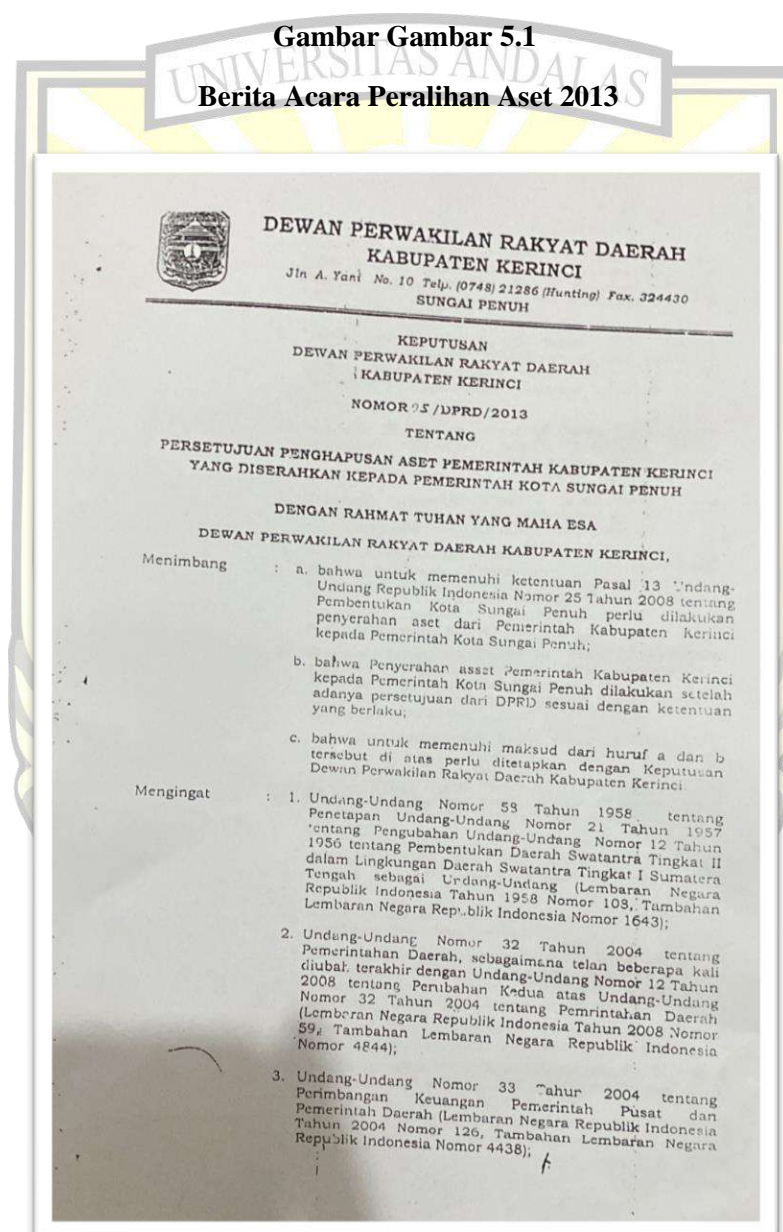 Gambar Gambar 5.1
UNIVERSITAS ANDALAS
Berita Acara Peralihan Aset 2013
DEWAN PERWAKILAN RAKYAT DAERAH
KABUPATEN KERINCI
Jln A. Yani No. 10 Telp. (0748) 21286 (Hunting) Fax. 324430
SUNGAI PENUH
KEPUTUSAN
DEWAN PERWAKILAN RAKYAT DAERAH
KABUPATEN KERINCI
NOMOR /DPRD/2013
TENTANG
PERSETUJUAN PENGHAPUSAN ASET PEMERINTAH KABUPATEN KERINCI
YANG DISERAHKAN KEPADA PEMERINTAH KOTA SUNGAI PENUH
DENGAN RAHMAT TUHAN YANG MAHA ESA
DEWAN PERWAKILAN RAKYAT DAERAH KABUPATEN KERINCI,
Menimbang : a. bahwa untuk memenuhi ketentuan Pasal 13 Undang-
Undang Republik Indonesia Nomor 25 Tahun 2008 tentang
Pembentukan Kota Sungai Penuh perlu dilakukan
penyerahan aset dari Pemerintah Kabupaten Kerinci
kepada Pemerintah Kota Sungai Penuh;
b. bahwa Penyerahan asset Pemerintah Kabupaten Kerinci
kepada Pemerintah Kota Sungai Penuh dilakukan setelah
adanya persetujuan dari DPRD sesuai dengan ketentuan
yang berlaku;
c. bahwa untuk memenuhi maksud dari huruf a dan b
tersebut di atas perlu ditetapkan dengan Keputusan
Dewan Perwakilan Rakyat Daerah Kabupaten Kerinci.
Mengingat : 1. Undang-Undang Nomor 58 Tahun 1958 tentang
Penetapan Undang-Undang Nomor 21 Tahun 1957
tentang Pengubahan Undang-Undang Nomor 12 Tahun
1956 tentang Pembentukan Daerah Swatantra Tingkat II
dalam Lingkungan Daerah Swatantra Tingkat I Sumatera
Tengah sebagai Undang-Undang (Lembaran Negara
Republik Indonesia Tahun 1958 Nomor 108, Tambahan
Lembaran Negara Republik Indonesia Nomor 1643);
2. Undang-Undang Nomor 32 Tahun 2004 tentang
Pemerintahan Daerah, sebagaimana telah beberapa kali
diubah terakhir dengan Undang-Undang Nomor 12 Tahun
2008 tentang Perubahan Kedua atas Undang-Undang
Nomor 32 Tahun 2004 tentang Pemrintahan Daerah
(Lembaran Negara Republik Indonesia Tahun 2008 Nomor
59, Tambahan Lembaran Negara Republik Indonesia
Nomor 4844);
3. Undang-Undang Nomor 33 Tahun 2004 tentang
Perimbangan Keuangan Pemerintah Pusat dan
Pemerintah Daerah (Lembaran Negara Republik Indonesia
Tahun 2004 Nomor 126, Tambahan Lembaran Negara
Republik Indonesia Nomor 4438);